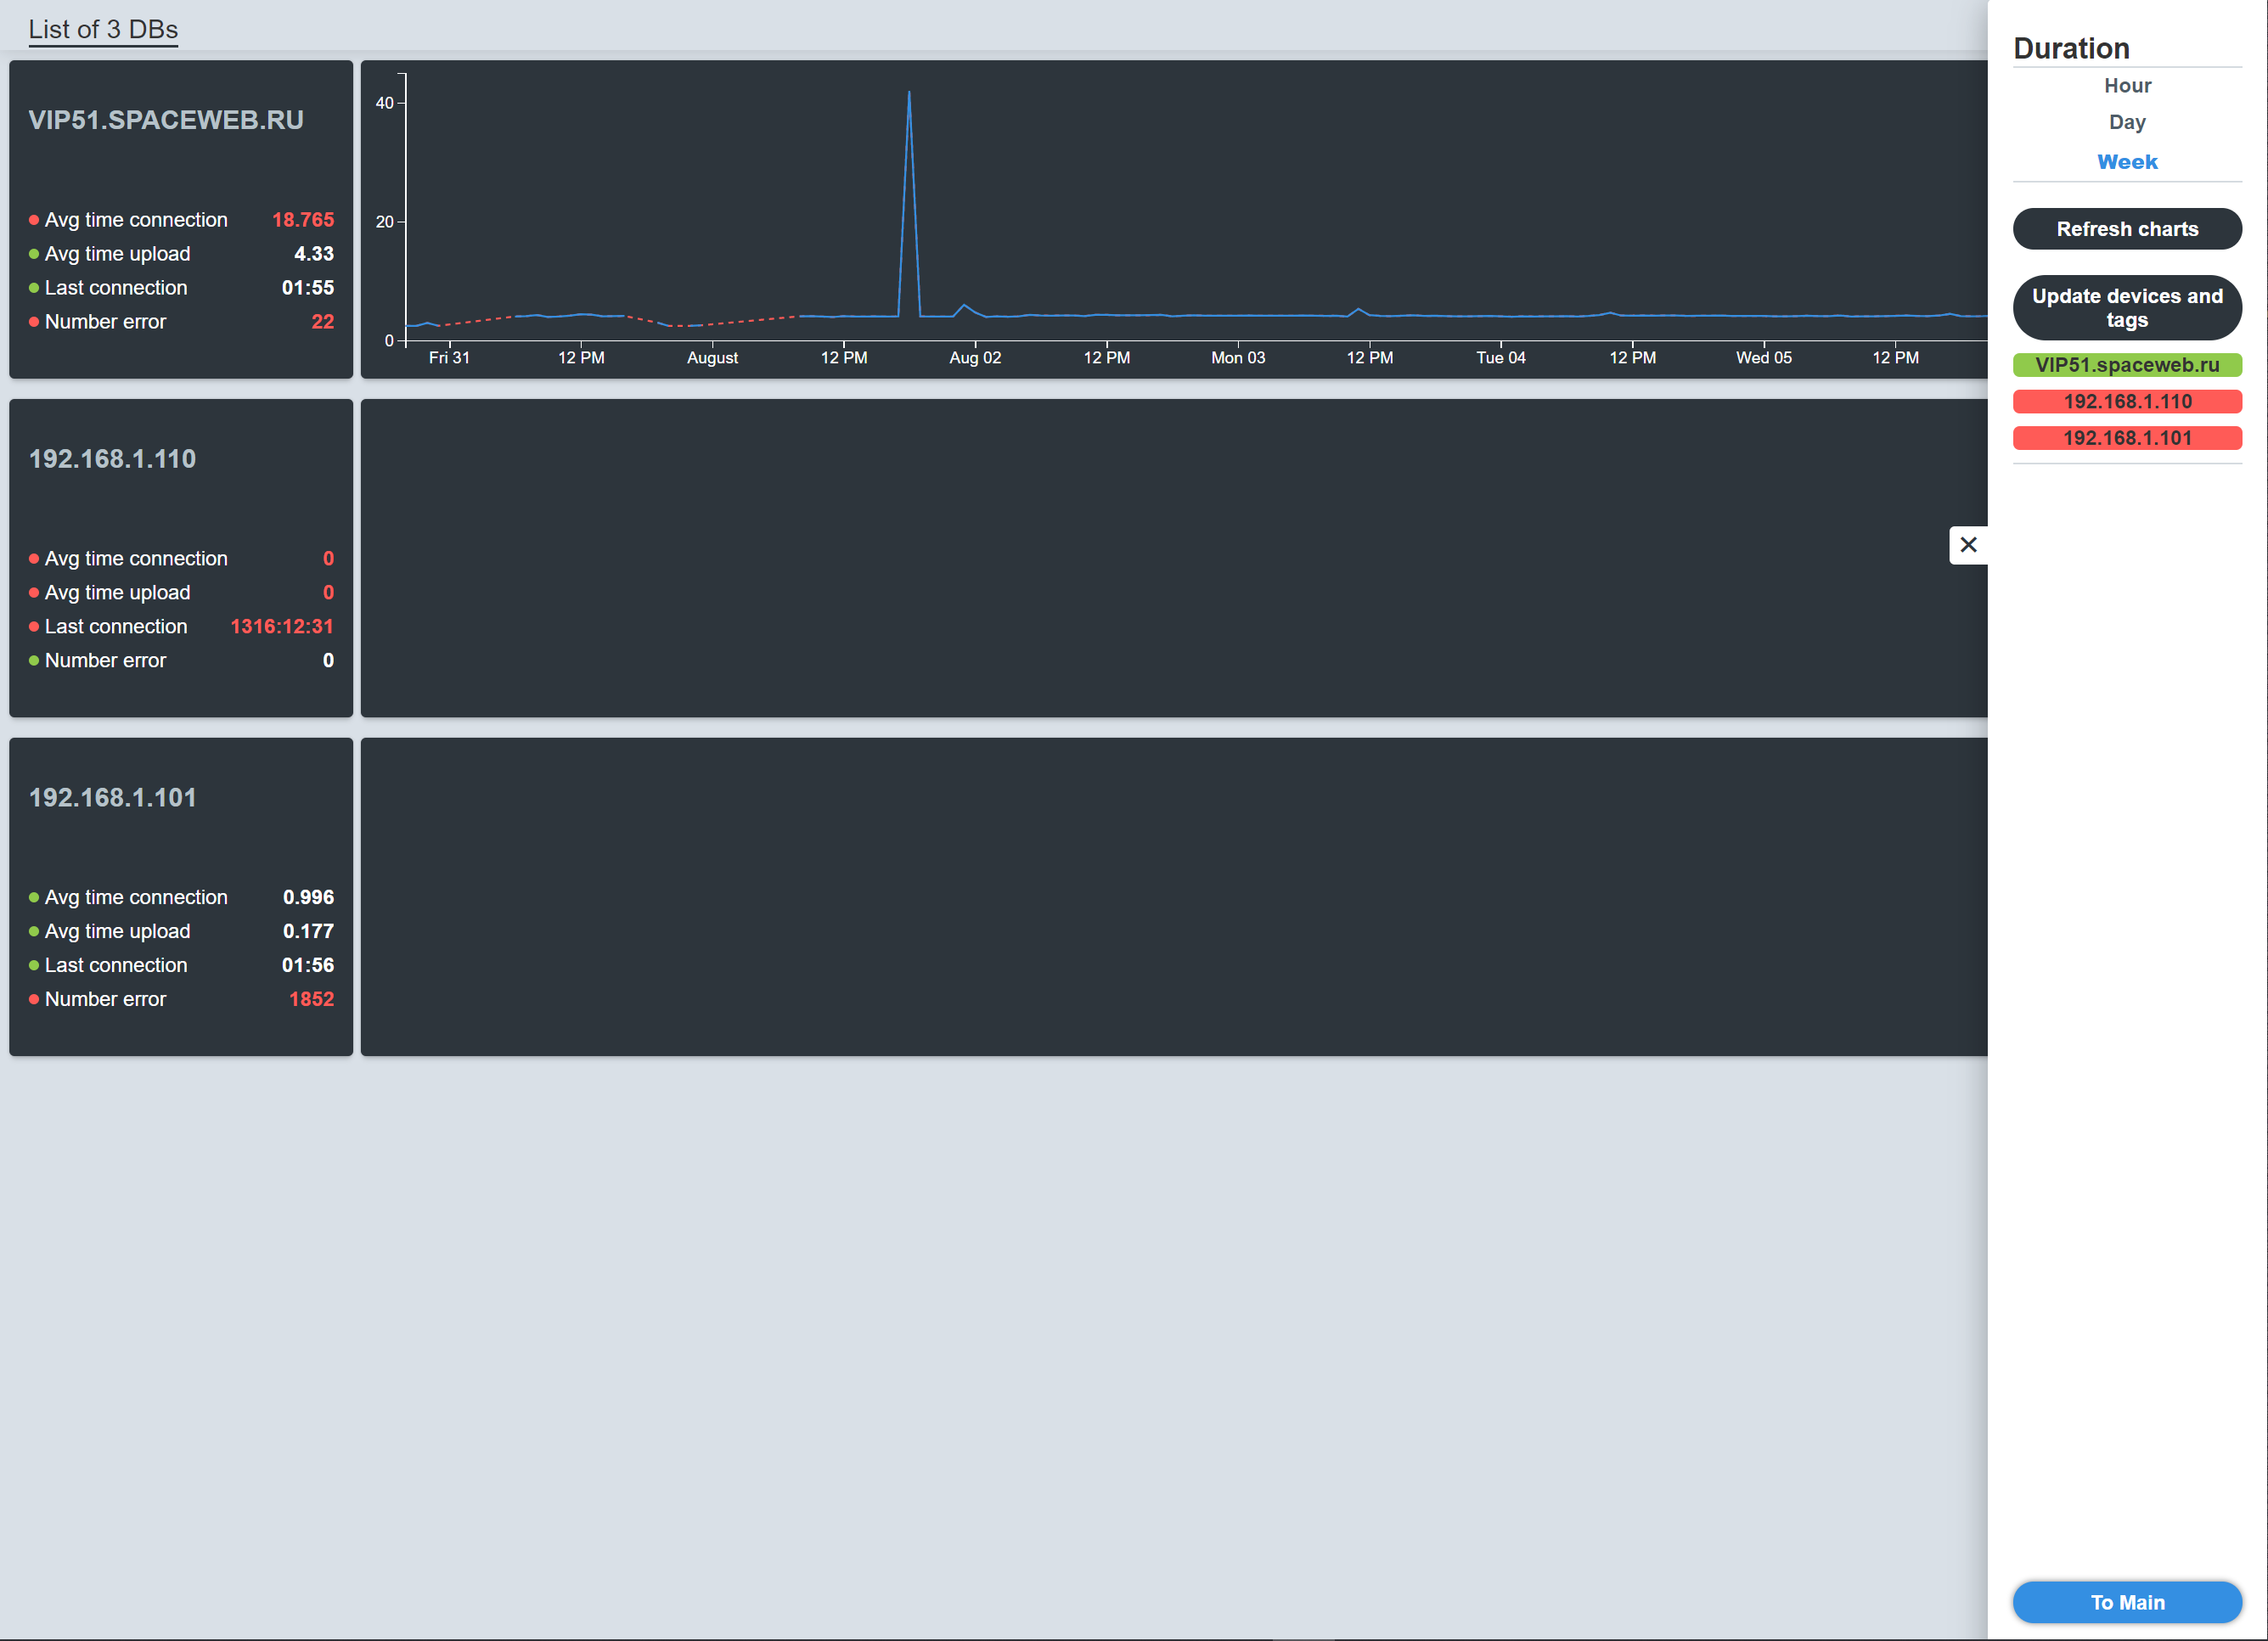 List of 3 DBs
VIP51.SPACEWEB.RU
Avg time connection 18.765
Avg time upload 4.33
Last connection 01:55
Number error 22
40
20
0
Fri 31 12 PM August 12 PM Aug 02 12 PM Mon 03 12 PM Tue 04 12 PM Wed 05 12 PM
192.168.1.110
Avg time connection 0
Avg time upload 0
Last connection 1316:12:31
Number error 0
192.168.1.101
Avg time connection 0.996
Avg time upload 0.177
Last connection 01:56
Number error 1852
Duration
Hour
Day
Week
Refresh charts
Update devices and
tags
VIP51.spaceweb.ru
192.168.1.110
192.168.1.101
To Main